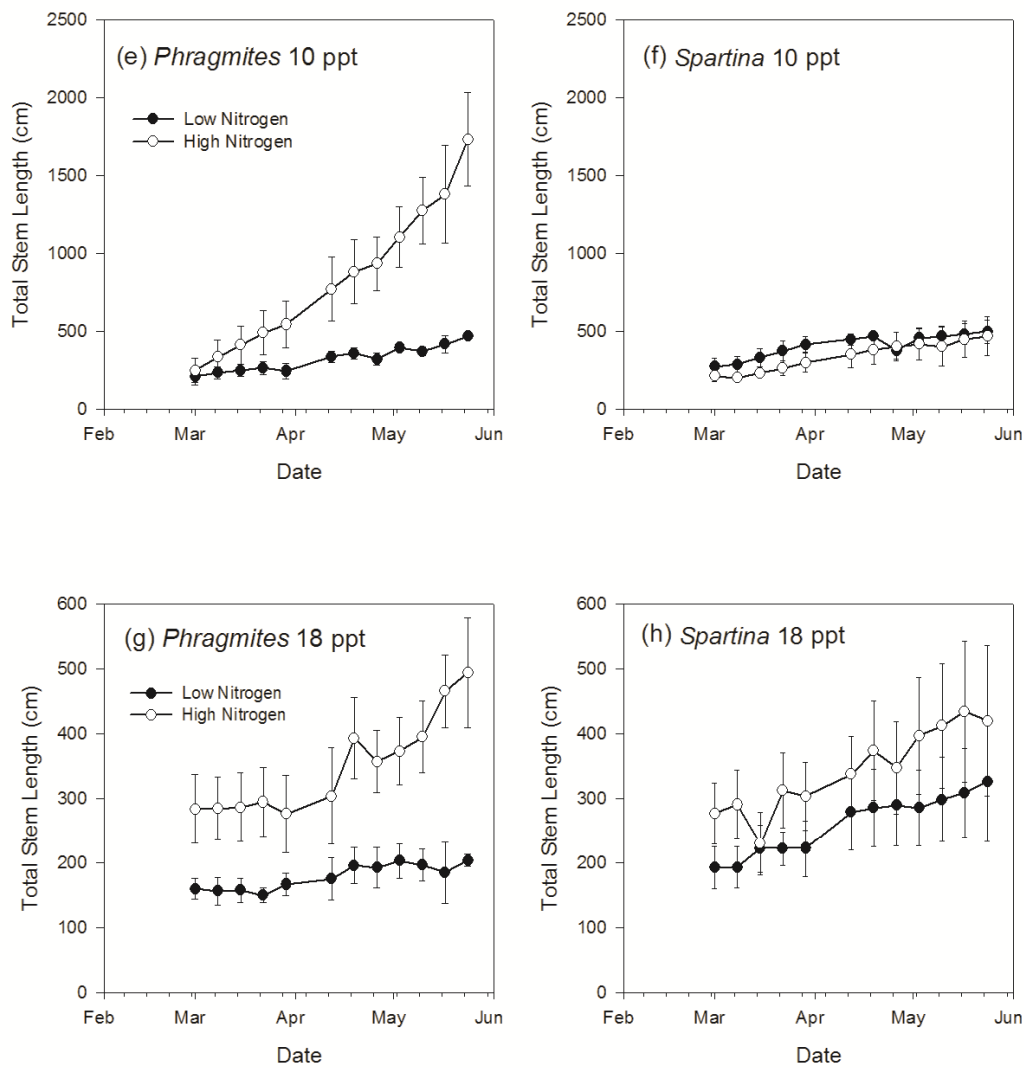 (e) Phragmites 10 ppt
Total Stem Length (cm)
2500
2000
1500
1000
500
0
Low Nitrogen
High Nitrogen
Feb Mar Apr May Jun
Date
(f) Spartina 10 ppt
Total Stem Length (cm)
2500
2000
1500
1000
500
0
Feb Mar Apr May Jun
Date
(g) Phragmites 18 ppt
Total Stem Length (cm)
600
500
400
300
200
100
0
Low Nitrogen
High Nitrogen
Feb Mar Apr May Jun
Date
(h) Spartina 18 ppt
Total Stem Length (cm)
600
500
400
300
200
100
0
Feb Mar Apr May Jun
Date